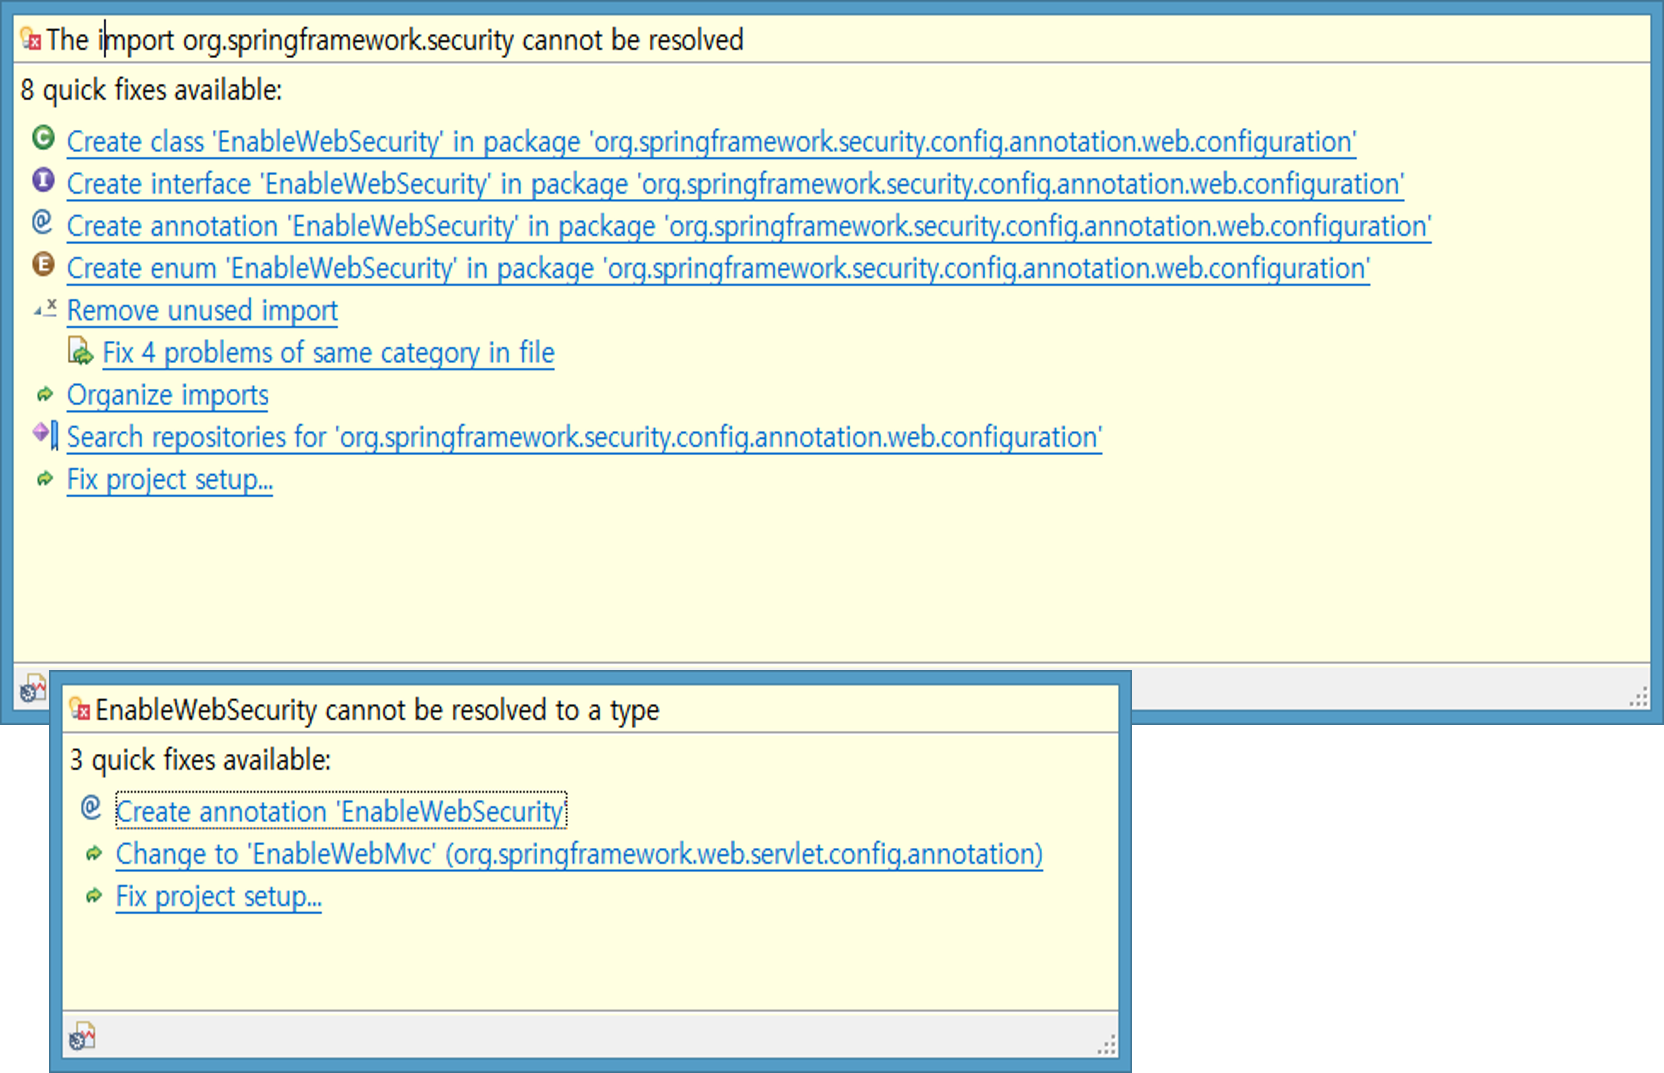 The import org.springframework.security cannot be resolved
8 quick fixes available:
Create class 'EnableWebSecurity' in package 'org.springframework.security.config.annotation.web.configuration'
Create interface 'EnableWebSecurity' in package 'org.springframework.security.config.annotation.web.configuration'
Create annotation 'EnableWebSecurity' in package 'org.springframework.security.config.annotation.web.configuration'
Create enum 'EnableWebSecurity' in package 'org.springframework.security.config.annotation.web.configuration'
Remove unused import
Fix 4 problems of same category in file
Organize imports
Search repositories for 'org.springframework.security.config.annotation.web.configuration'
Fix project setup...
EnableWebSecurity cannot be resolved to a type
3 quick fixes available:
Create annotation 'EnableWebSecurity'
Change to 'EnableWebMvc' (org.springframework.web.servlet.config.annotation)
Fix project setup...